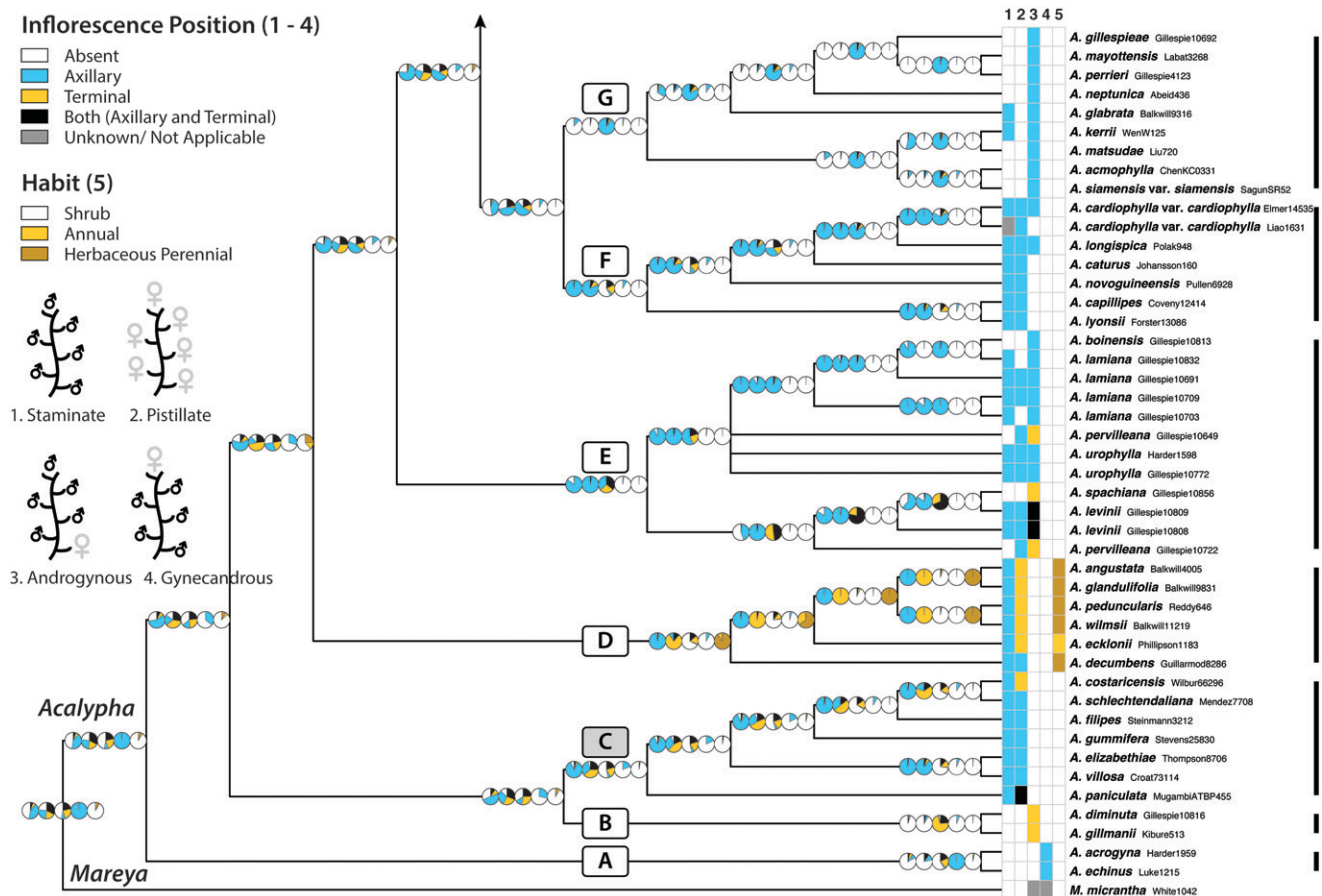 Inflorescence Position (1 - 4)
Absent
Axillary
Terminal
Both (Axillary and Terminal)
Unknown/ Not Applicable
Habit (5)
Shrub
Annual
Herbaceous Perennial
1. Staminate
2. Pistillate
3. Androgynous
4. Gynecandrous
Acalypha
Mareya
G
F
E
D
C
B
A
1 2 3 4 5
A. gillespieae Gillespie10692
A. mayottensis Labat3268
A. perrieri Gillespie4123
A. neptunica Abeid436
A. glabrata Balkwill9316
A. kerrii WenW125
A. matsudae Liu720
A. acmophylla ChenKC0331
A. siamensis var. siamensis SagunSR52
A. cardiophylla var. cardiophylla Elmer14535
A. cardiophylla var. cardiophylla Liao1631
A. longispica Polak948
A. caturus Johansson160
A. novoguineensis Pullen6928
A. capillipes Coveny12414
A. lyonsii Forster13086
A. boinensis Gillespie10813
A. lamiana Gillespie10832
A. lamiana Gillespie10691
A. lamiana Gillespie10709
A. lamiana Gillespie10703
A. pervilleana Gillespie10649
A. urophylla Harder1598
A. urophylla Gillespie10772
A. spachiana Gillespie10856
A. levinii Gillespie10809
A. levinii Gillespie10808
A. pervilleana Gillespie10722
A. angustata Balkwill4005
A. glandulifolia Balkwill9831
A. peduncularis Reddy646
A. wilmsii Balkwill11219
A. ecklonii Phillipson1183
A. decumbens Guillarmod8286
A. costaricensis Wilbur66296
A. schlechtendaliana Mendez7708
A. filipes Steinmann3212
A. gummifera Stevens25830
A. elizabethiae Thompson8706
A. villosa Croat73114
A. paniculata MugambiATBP455
A. diminuta Gillespie10816
A. gillmanii Kibure513
A. acrogyna Harder1959
A. echinus Luke1215
M. micrantha White1042